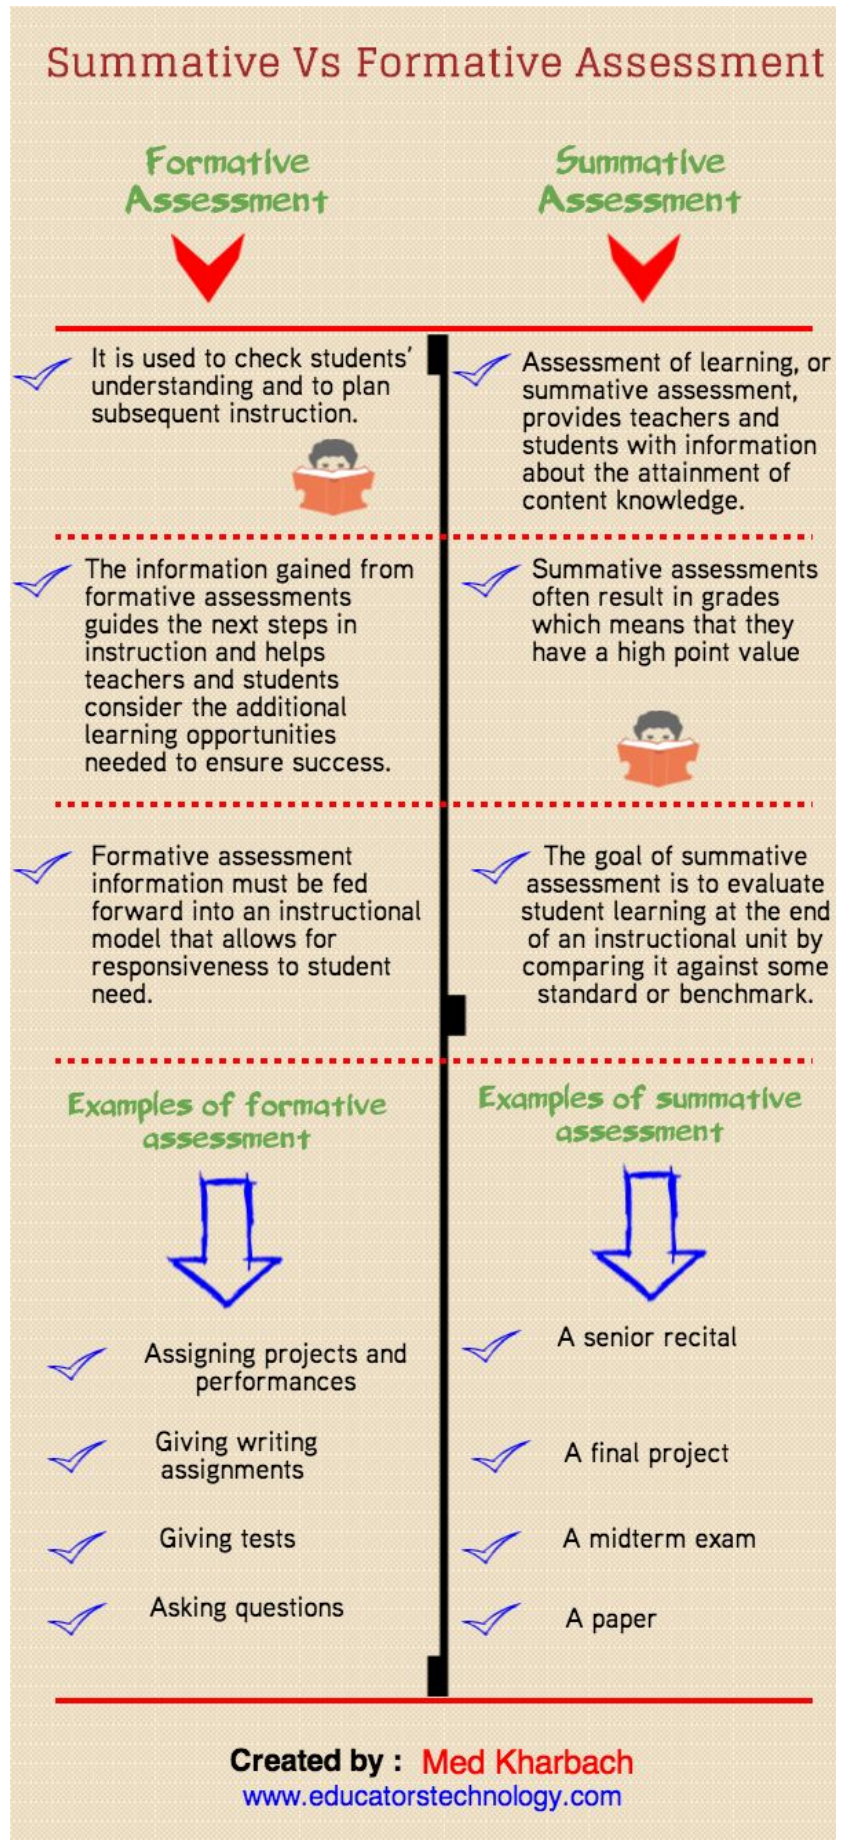 Summative Vs Formative Assessment
Formative
Assessment
Summative
Assessment
It is used to check students'
understanding and to plan
subsequent instruction.
Assessment of learning, or
summative assessment,
provides teachers and
students with information
about the attainment of
content knowledge.
The information gained from
formative assessments
guides the next steps in
instruction and helps
teachers and students
consider the additional
learning opportunities
needed to ensure success.
Summative assessments
often result in grades
which means that they
have a high point value
Formative assessment
information must be fed
forward into an instructional
model that allows for
responsiveness to student
need.
The goal of summative
assessment is to evaluate
student learning at the end
of an instructional unit by
comparing it against some
standard or benchmark.
Examples of formative
assessment
Assigning projects and
performances
Giving writing
assignments
Giving tests
Asking questions
Examples of summative
assessment
A senior recital
A final project
A midterm exam
A paper
Created by : Med Kharbach
www.educatorstechnology.com